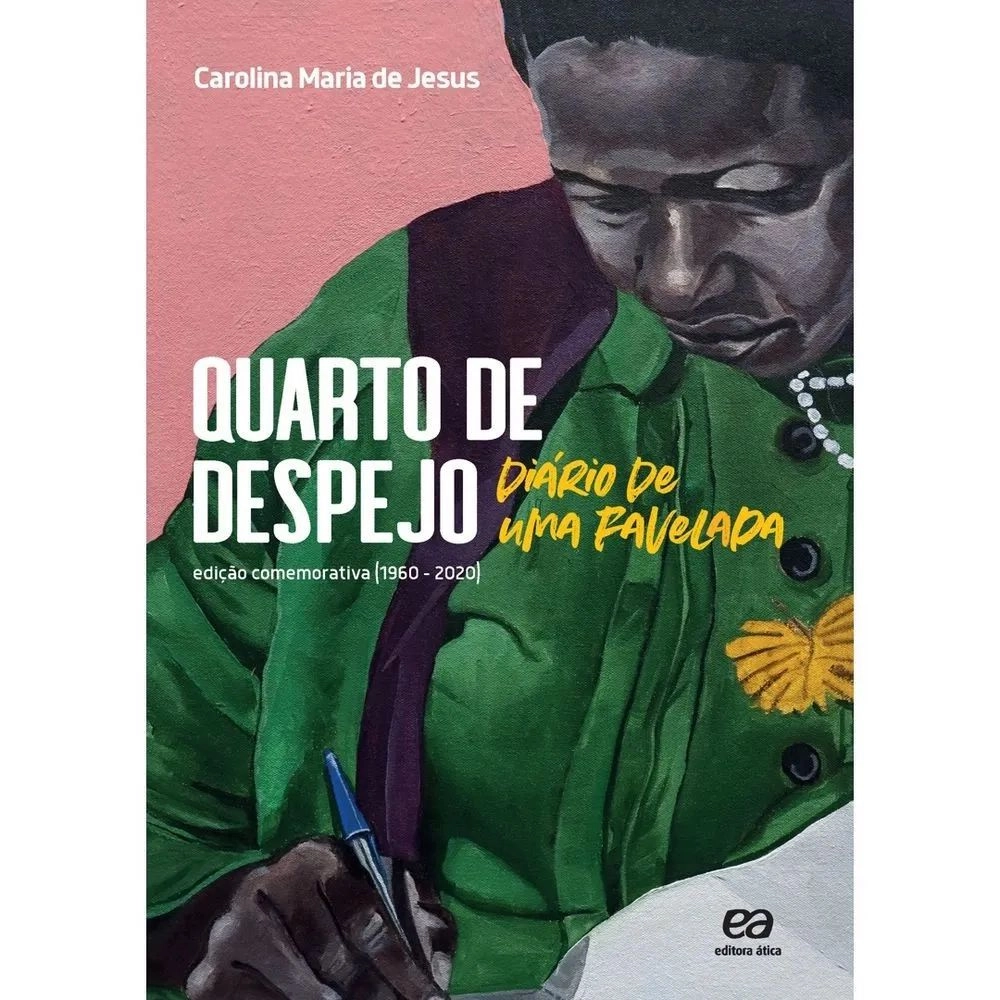 Carolina Maria de Jesus
QUARTO DE
DESPEJO
DiÁRiO De
uMA FAVeLADA
edição comemorativa (1960 - 2020)
ea
editora ática